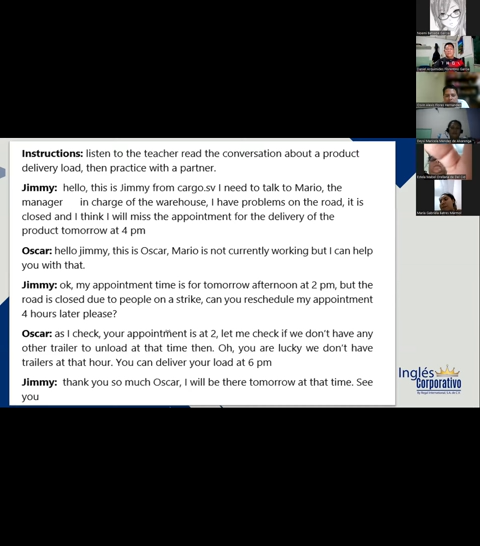 Instructions: listen to the teacher read the conversation about a product
delivery load, then practice with a partner.
Jimmy: hello, this is Jimmy from cargo.sv I need to talk to Mario, the
manager in charge of the warehouse, I have problems on the road, it is
closed and I think I will miss the appointment for the delivery of the
product tomorrow at 4 pm
Oscar: hello jimmy, this is Oscar, Mario is not currently working but I can help
you with that.
Jimmy: ok, my appointment time is for tomorrow afternoon at 2 pm, but the
road is closed due to people on a strike, can you reschedule my appointment
4 hours later please?
Oscar: as I check, your appointment is at 2, let me check if we don't have any
other trailer to unload at that time then. Oh, you are lucky we don't have
trailers at that hour. You can deliver your load at 6 pm
Jimmy: thank you so much Oscar, I will be there tomorrow at that time. See
you
Inglés
Corporativo